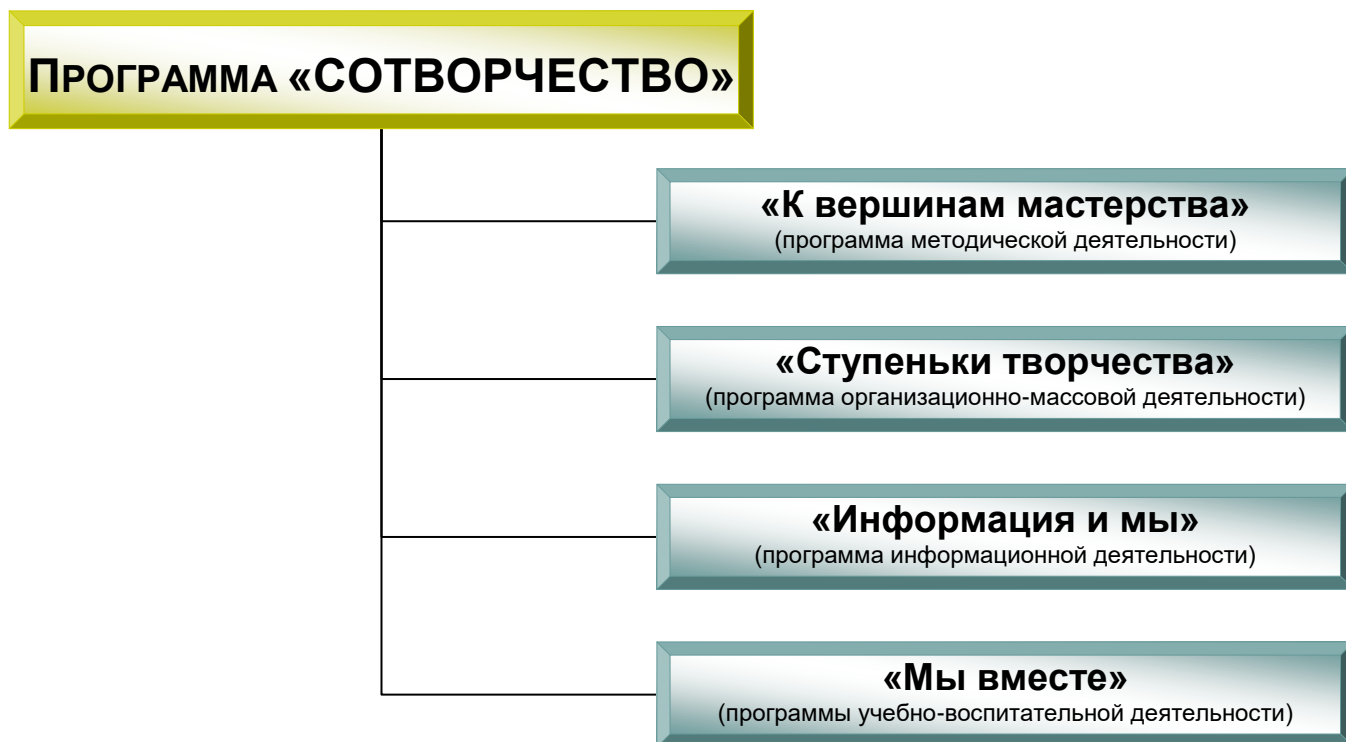 ПРОГРАММА «СОТВОРЧЕСТВО»
«К вершинам мастерства»
(программа методической деятельности)
«Ступеньки творчества»
(программа организационно-массовой деятельности)
«Информация и мы»
(программа информационной деятельности)
«Мы вместе»
(программы учебно-воспитательной деятельности)